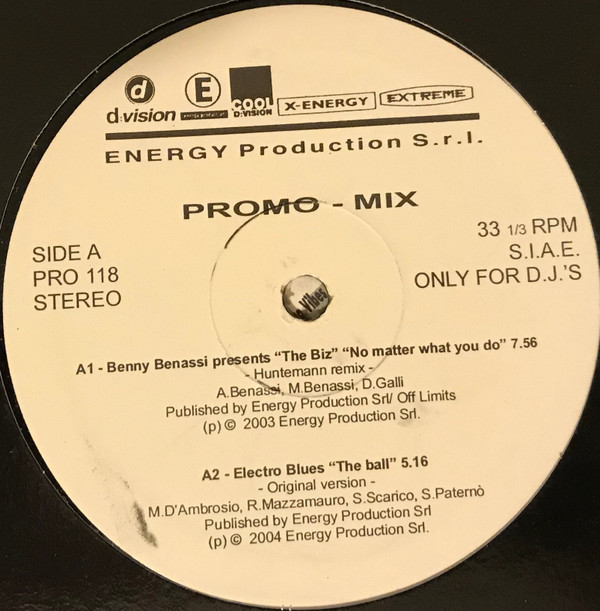 d
d:vision
E
COOL
D:VISION
X-ENERGY
EXTREME
ENERGY Production S.r.l.
PROMO - MIX
SIDE A
PRO 118
STEREO
33 1/3 RPM
S.I.A.E.
ONLY FOR D.J.'S
Vibes
A1 - Benny Benassi presents “The Biz” “No matter what you do” 7.56
- Huntemann remix -
A.Benassi, M.Benassi, D.Galli
Published by Energy Production Srl/ Off Limits
(p) © 2003 Energy Production Srl.
A2 - Electro Blues “The ball” 5.16
- Original version -
M.D'Ambrosio, R.Mazzamauro, S.Scarico, S.Paternò
Published by Energy Production Srl
(p) © 2004 Energy Production Srl.